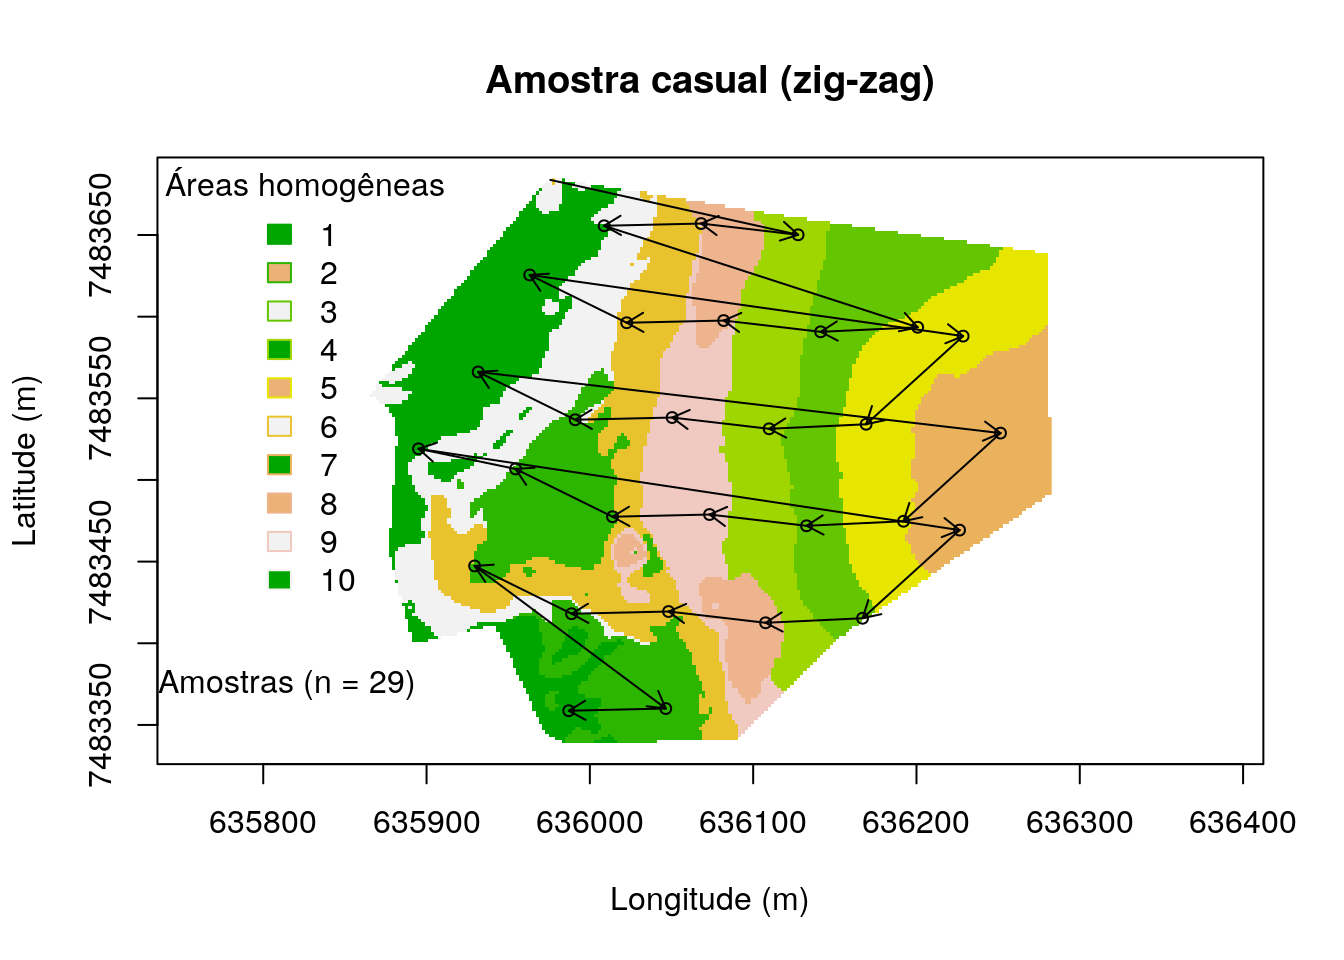 Amostra casual (zig-zag)
Áreas homogêneas
1
2
3
4
5
6
7
8
9
10
Amostras (n = 29)
Latitude (m)
7483650
7483550
7483450
7483350
635800 635900 636000 636100 636200 636300 636400
Longitude (m)